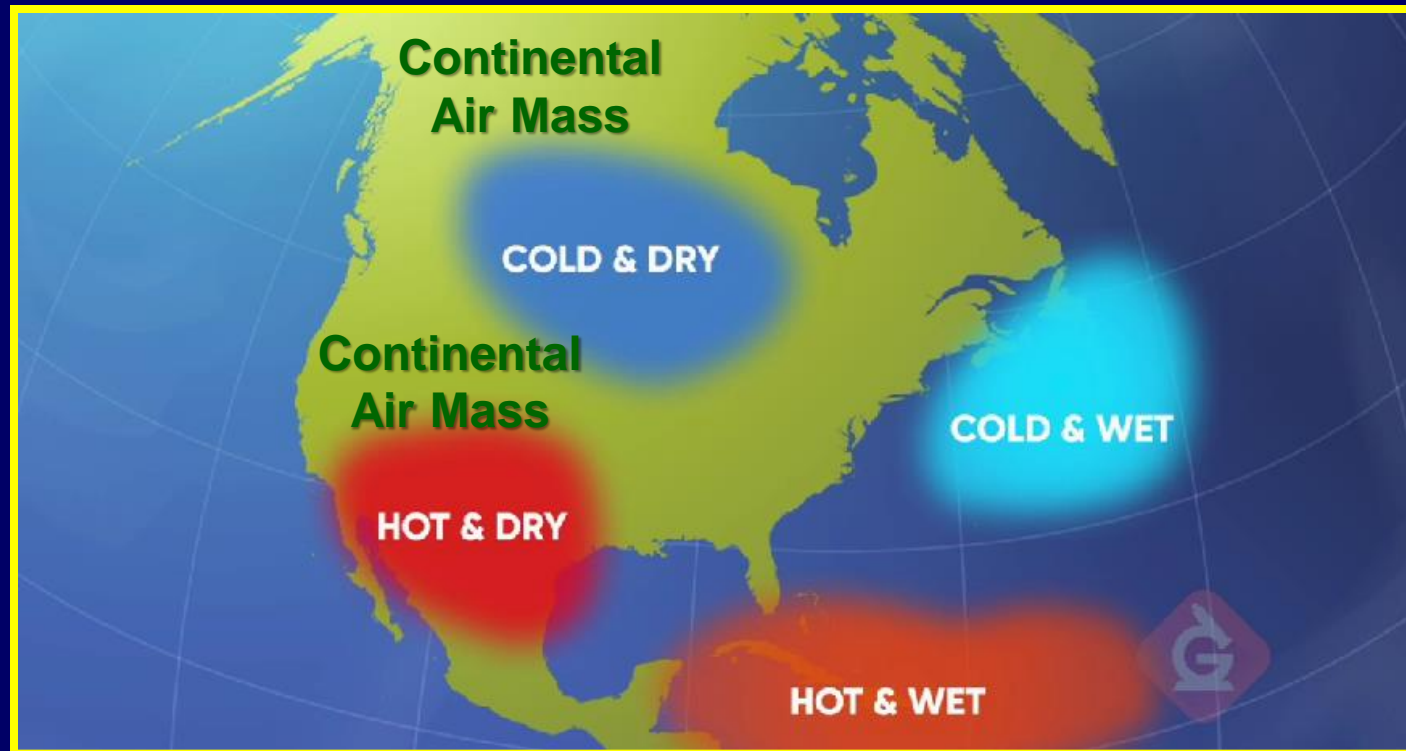 Continental
Air Mass
COLD & DRY
Continental
Air Mass
COLD & WET
HOT & DRY
HOT & WET